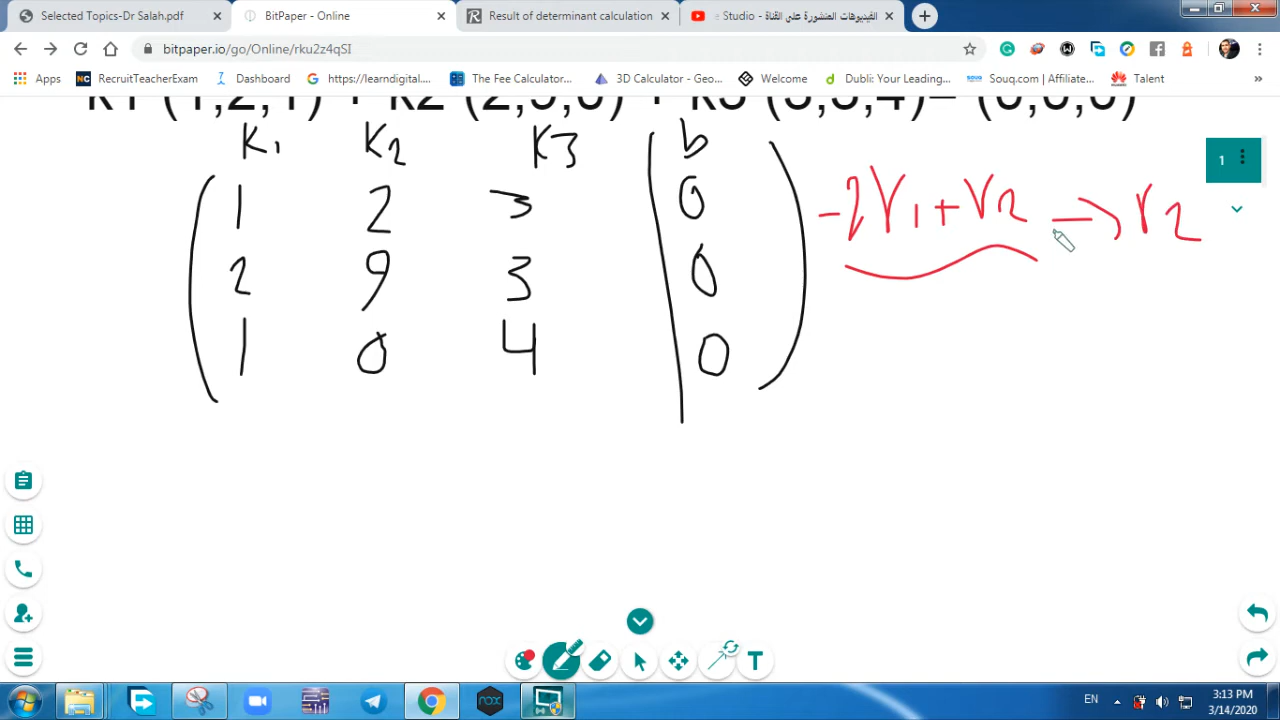 Selected Topics-Dr Salah.pdf
BitPaper - Online
Result of determinant calculation
الفيديوهات المنشورة على القناة - Studio
bitpaper.io/go/Online/rku2z4qSI
Apps
RecruitTeacherExam
Dashboard
https://learndigital...
The Fee Calculator...
3D Calculator - Geo...
Welcome
Dubli: Your Leading...
Souq.com | Affiliate...
Talent
»
K1 K2 K3 b
1 2 3 0
2 9 3 0
1 0 4 0
-2r1+r2 → r2
1
T
EN
3:13 PM
3/14/2020